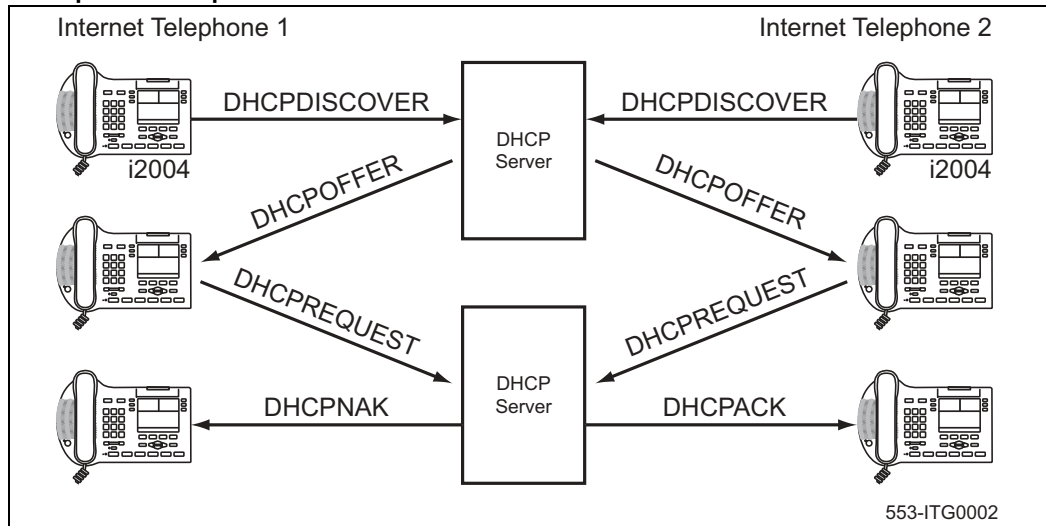 Internet Telephone 1
Internet Telephone 2
DHCPDISCOVER
DHCPDISCOVER
DHCP
Server
i2004
i2004
DHCPOFFER
DHCPOFFER
DHCPREQUEST
DHCPREQUEST
DHCP
Server
DHCPNAK
DHCPACK
553-ITG0002